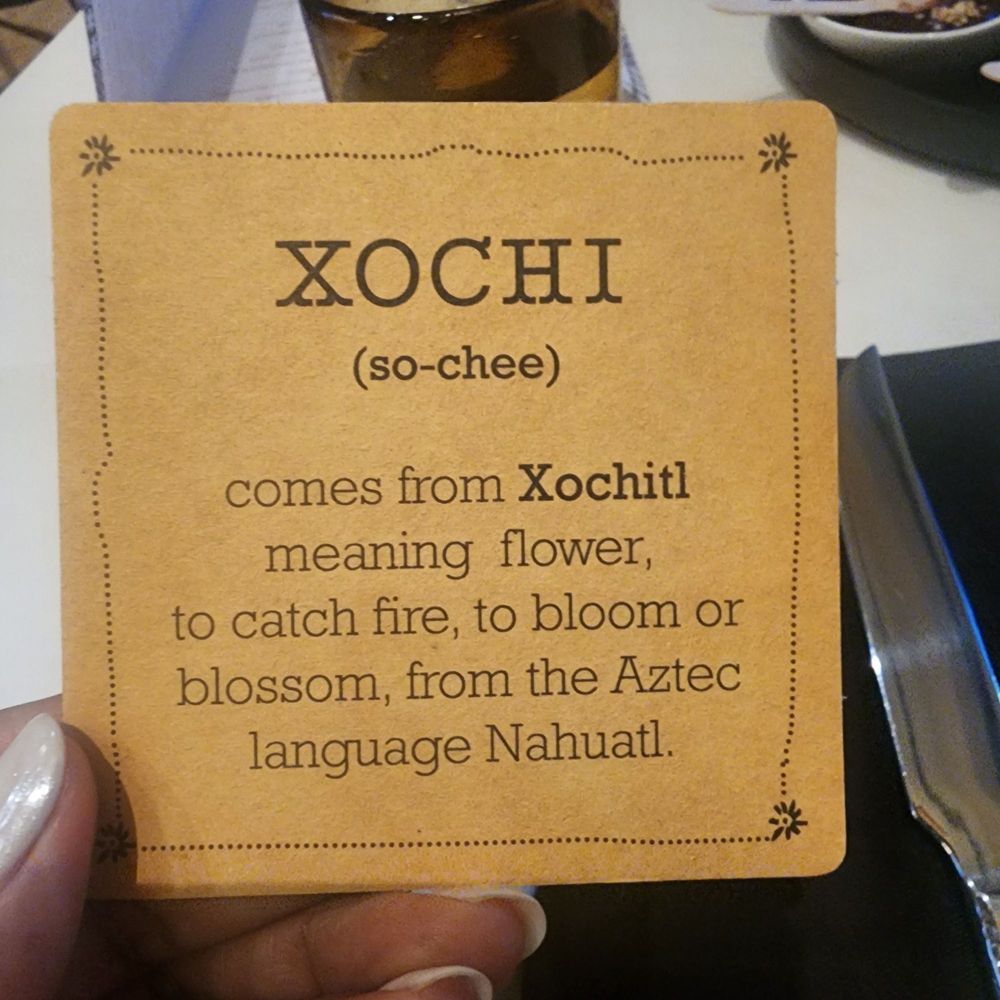 XOCHI
(so-chee)
comes from Xochitl
meaning flower,
to catch fire, to bloom or
blossom, from the Aztec
language Nahuatl.